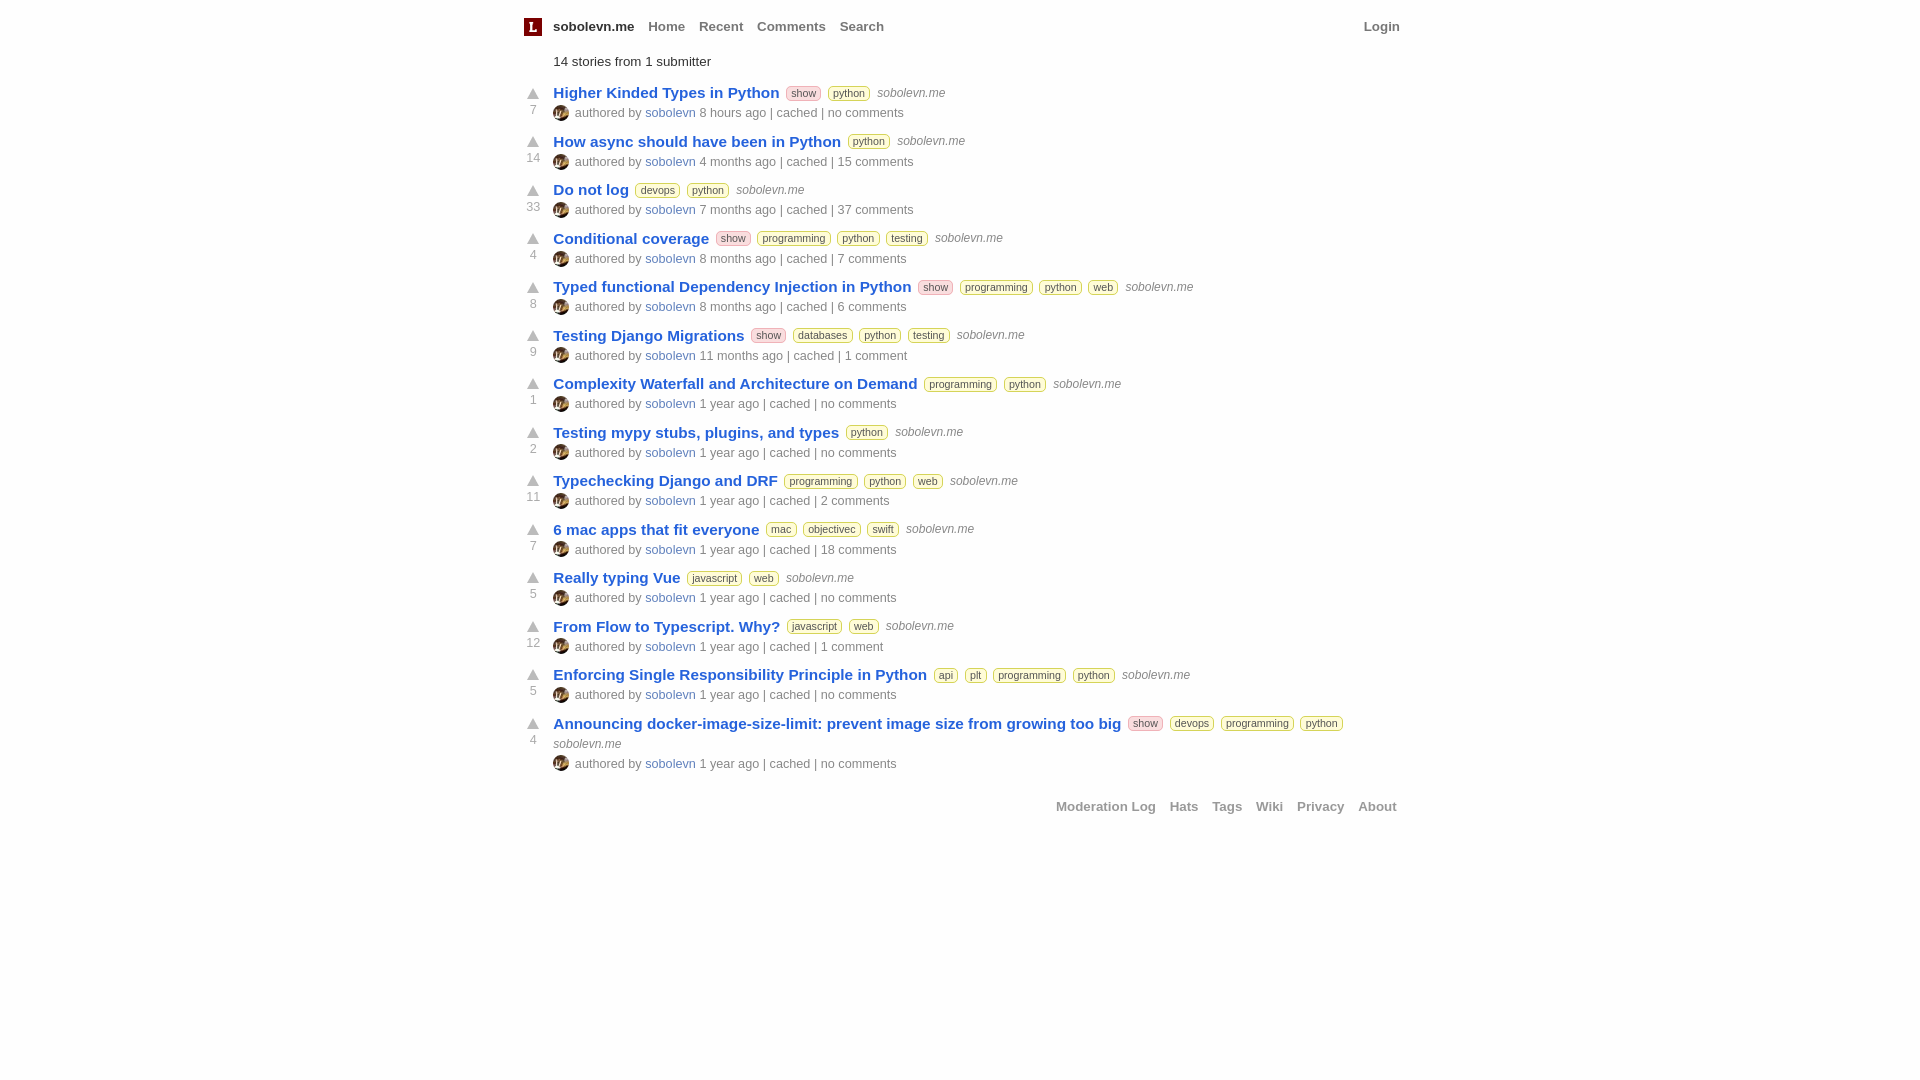 L sobolevn.me Home Recent Comments Search Login
14 stories from 1 submitter
Higher Kinded Types in Python show python sobolevn.me
7
authored by sobolevn 8 hours ago | cached | no comments
How async should have been in Python python sobolevn.me
14
authored by sobolevn 4 months ago | cached | 15 comments
Do not log devops python sobolevn.me
33
authored by sobolevn 7 months ago | cached | 37 comments
Conditional coverage show programming python testing sobolevn.me
4
authored by sobolevn 8 months ago | cached | 7 comments
Typed functional Dependency Injection in Python show programming python web sobolevn.me
8
authored by sobolevn 8 months ago | cached | 6 comments
Testing Django Migrations show databases python testing sobolevn.me
9
authored by sobolevn 11 months ago | cached | 1 comment
Complexity Waterfall and Architecture on Demand programming python sobolevn.me
1
authored by sobolevn 1 year ago | cached | no comments
Testing mypy stubs, plugins, and types python sobolevn.me
2
authored by sobolevn 1 year ago | cached | no comments
Typechecking Django and DRF programming python web sobolevn.me
11
authored by sobolevn 1 year ago | cached | 2 comments
6 mac apps that fit everyone mac objectivec swift sobolevn.me
7
authored by sobolevn 1 year ago | cached | 18 comments
Really typing Vue javascript web sobolevn.me
5
authored by sobolevn 1 year ago | cached | no comments
From Flow to Typescript. Why? javascript web sobolevn.me
12
authored by sobolevn 1 year ago | cached | 1 comment
Enforcing Single Responsibility Principle in Python api plt programming python sobolevn.me
5
authored by sobolevn 1 year ago | cached | no comments
Announcing docker-image-size-limit: prevent image size from growing too big show devops programming python
4
sobolevn.me
authored by sobolevn 1 year ago | cached | no comments
Moderation Log Hats Tags Wiki Privacy About